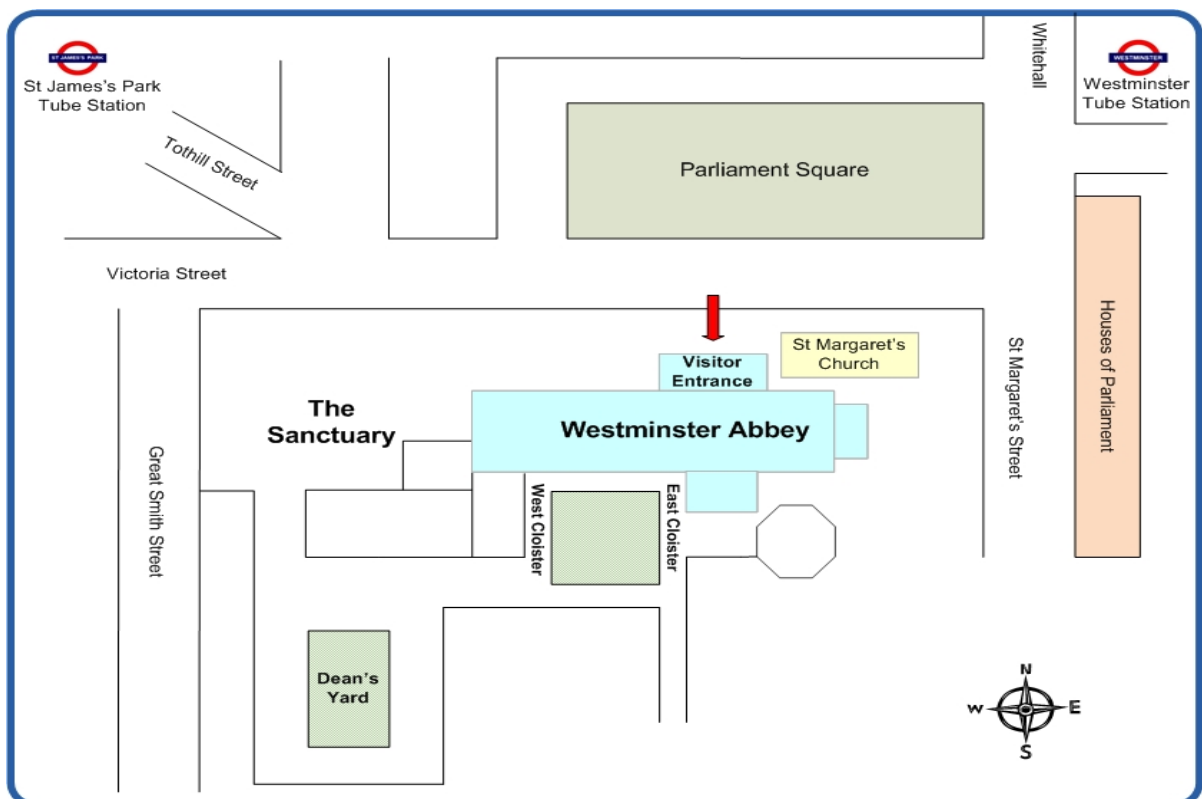 ST JAMES'S PARK
St James's Park
Tube Station
Tothill Street
Whitehall
WESTMINSTER
Westminster
Tube Station
Parliament Square
Victoria Street
Visitor
Entrance
St Margaret's
Church
The
Sanctuary
Westminster Abbey
Great Smith Street
West Cloister
East Cloister
St Margaret's Street
Houses of Parliament
Dean's
Yard
N
W
E
S